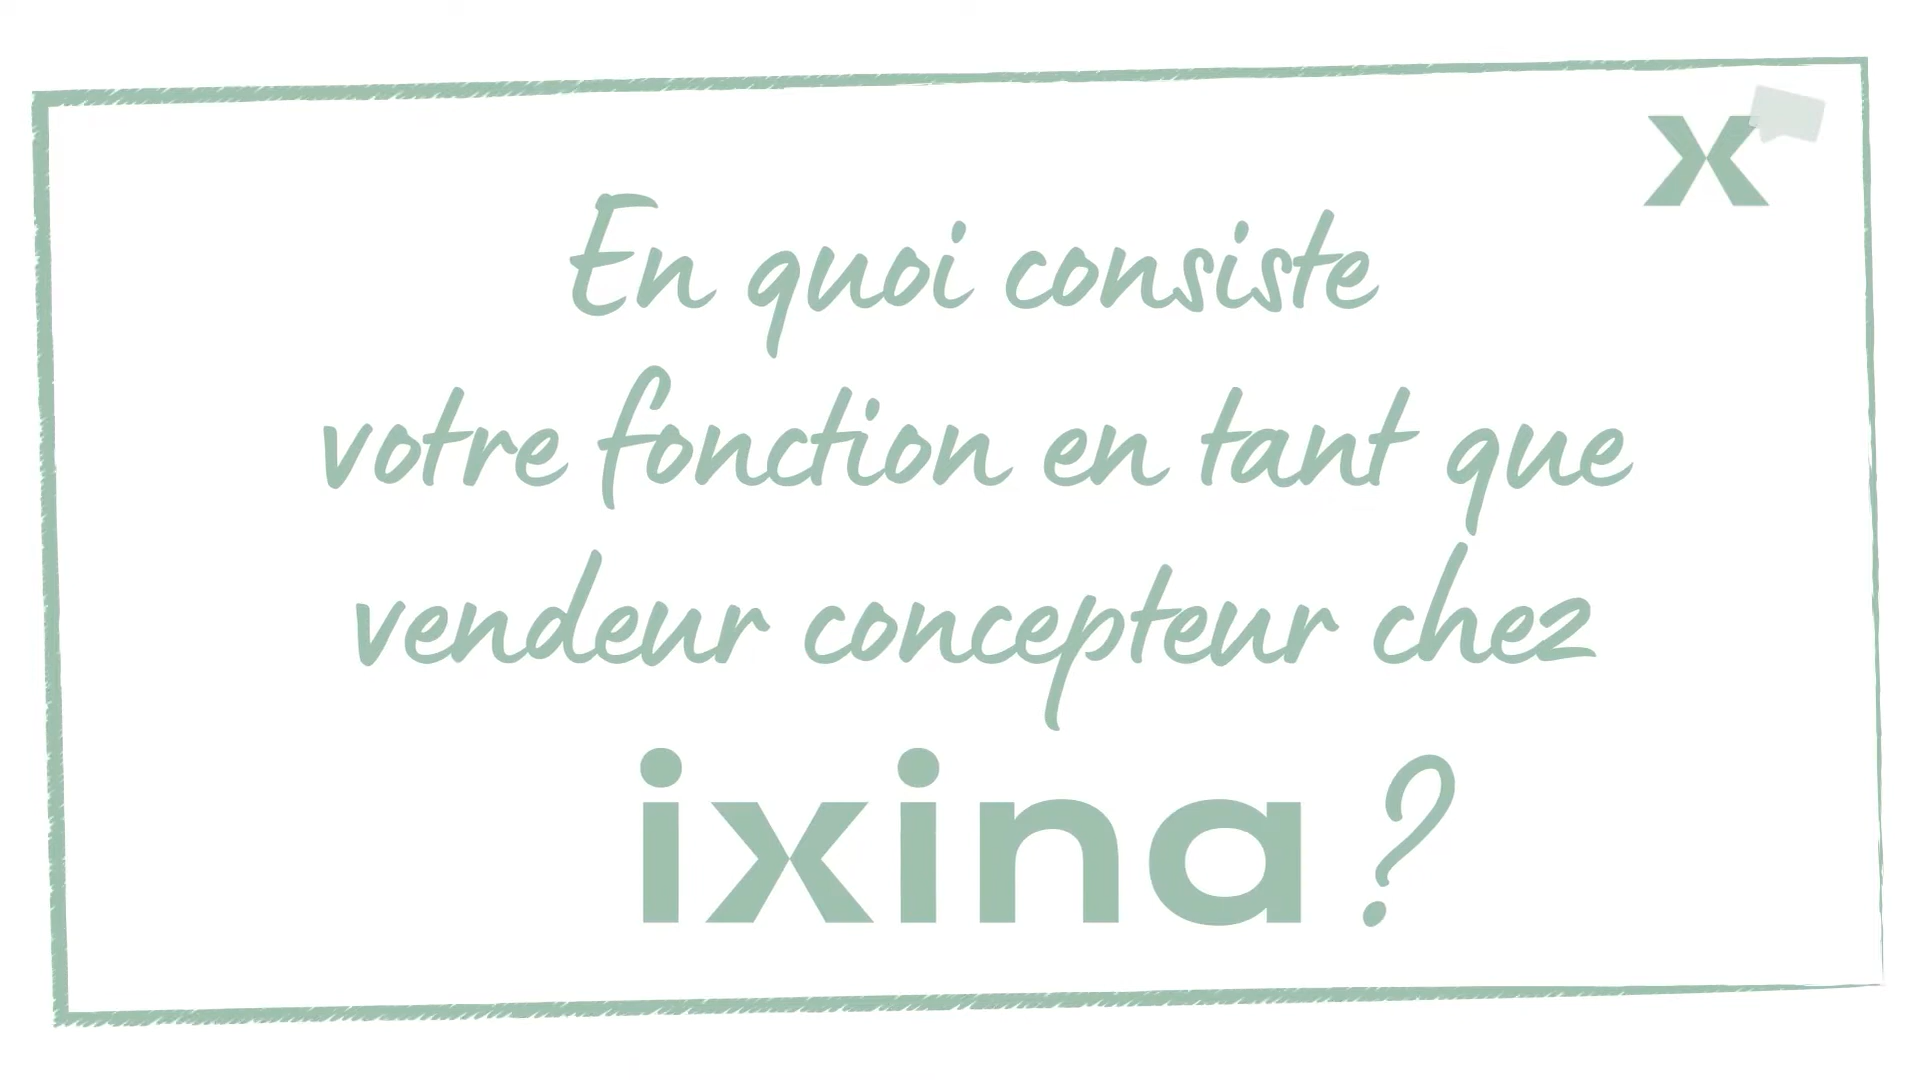 X
En quoi consiste
votre fonction en tant que
vendeur concepteur chez
ixina ?